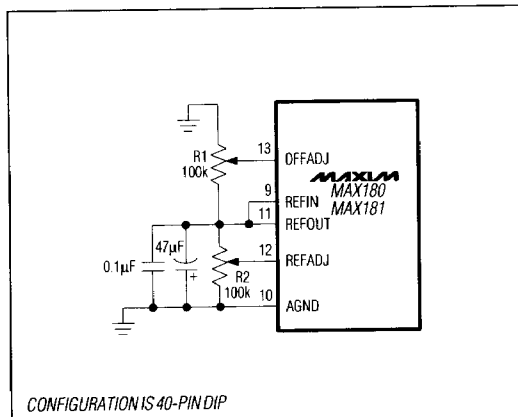 R1
100k
13
OFFADJ
MAXIM
MAX180
MAX181
9
REFIN
11
REFOUT
0.1µF
47µF
+
R2
100k
12
REFADJ
10
AGND
CONFIGURATION IS 40-PIN DIP